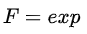 F = exp